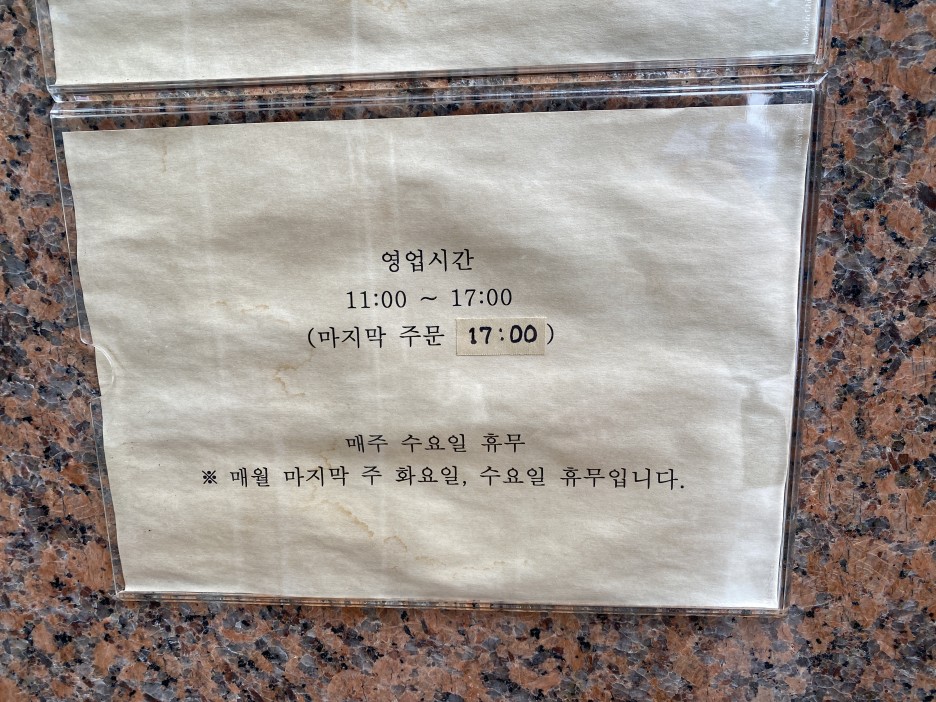 영업시간
11:00 ~ 17:00
(마지막 주문 17:00)
매주 수요일 휴무
※ 매월 마지막 주 화요일, 수요일 휴무입니다.